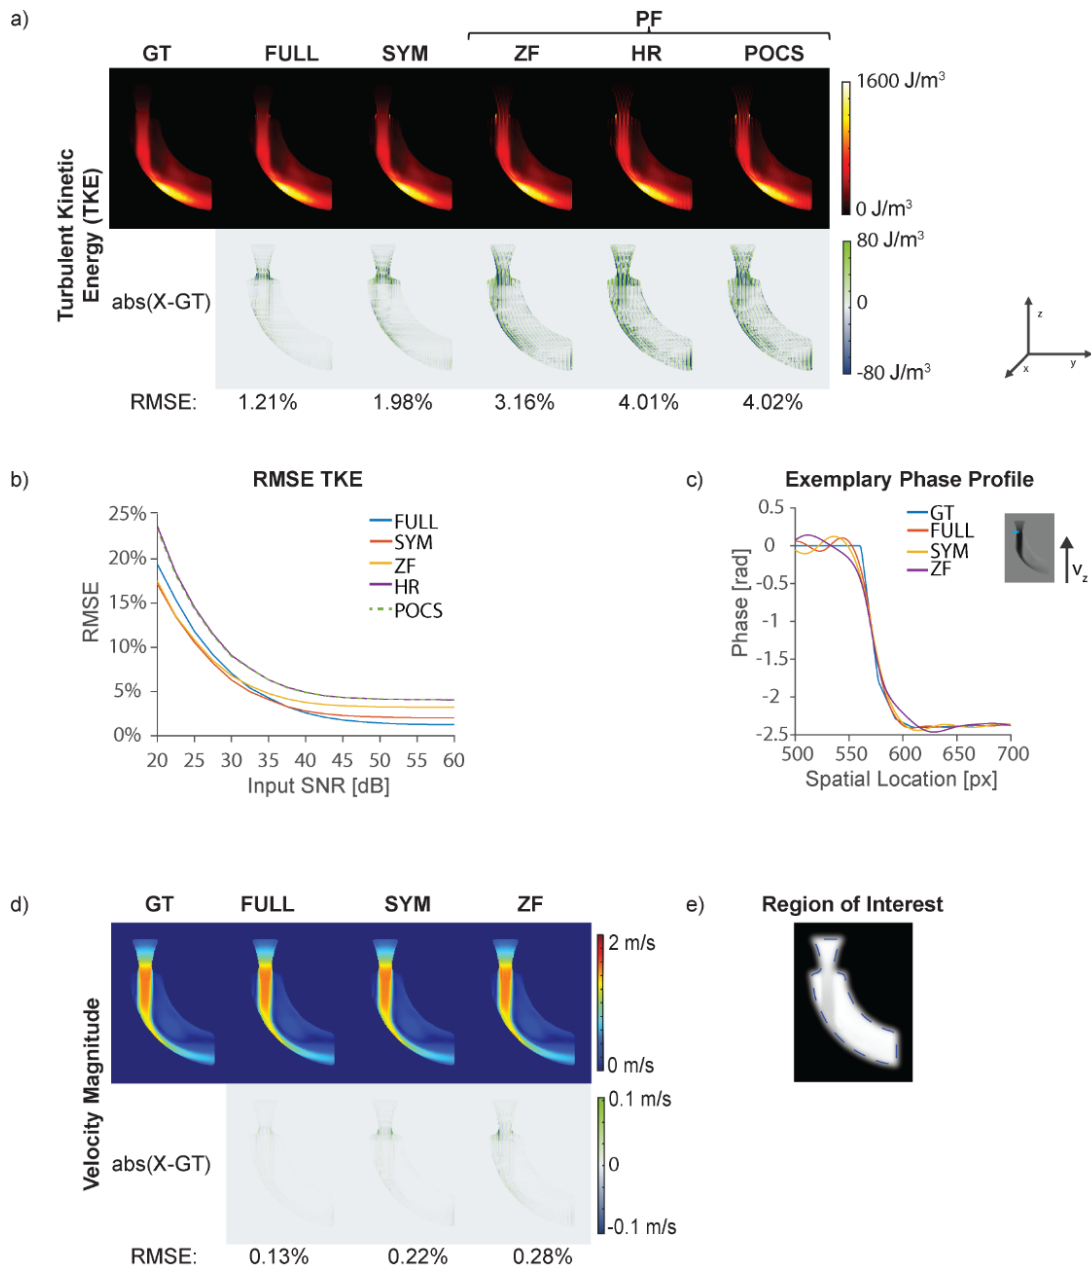 a)
PF
GT FULL SYM ZF HR POCS
Turbulent Kinetic
Energy (TKE)
1600 J/m³
0 J/m³
abs(X-GT)
80 J/m³
0
-80 J/m³
z
y
x
RMSE: 1.21% 1.98% 3.16% 4.01% 4.02%
b)
RMSE TKE
25%
20%
15%
10%
5%
0%
RMSE
FULL
SYM
ZF
HR
POCS
20 25 30 35 40 45 50 55 60
Input SNR [dB]
c)
Exemplary Phase Profile
0.5
0
-0.5
-1
-1.5
-2
-2.5
Phase [rad]
GT
FULL
SYM
ZF
Vz
500 550 600 650 700
Spatial Location [px]
d)
GT FULL SYM ZF
Velocity Magnitude
2 m/s
0 m/s
abs(X-GT)
0.1 m/s
0
-0.1 m/s
RMSE: 0.13% 0.22% 0.28%
e)
Region of Interest